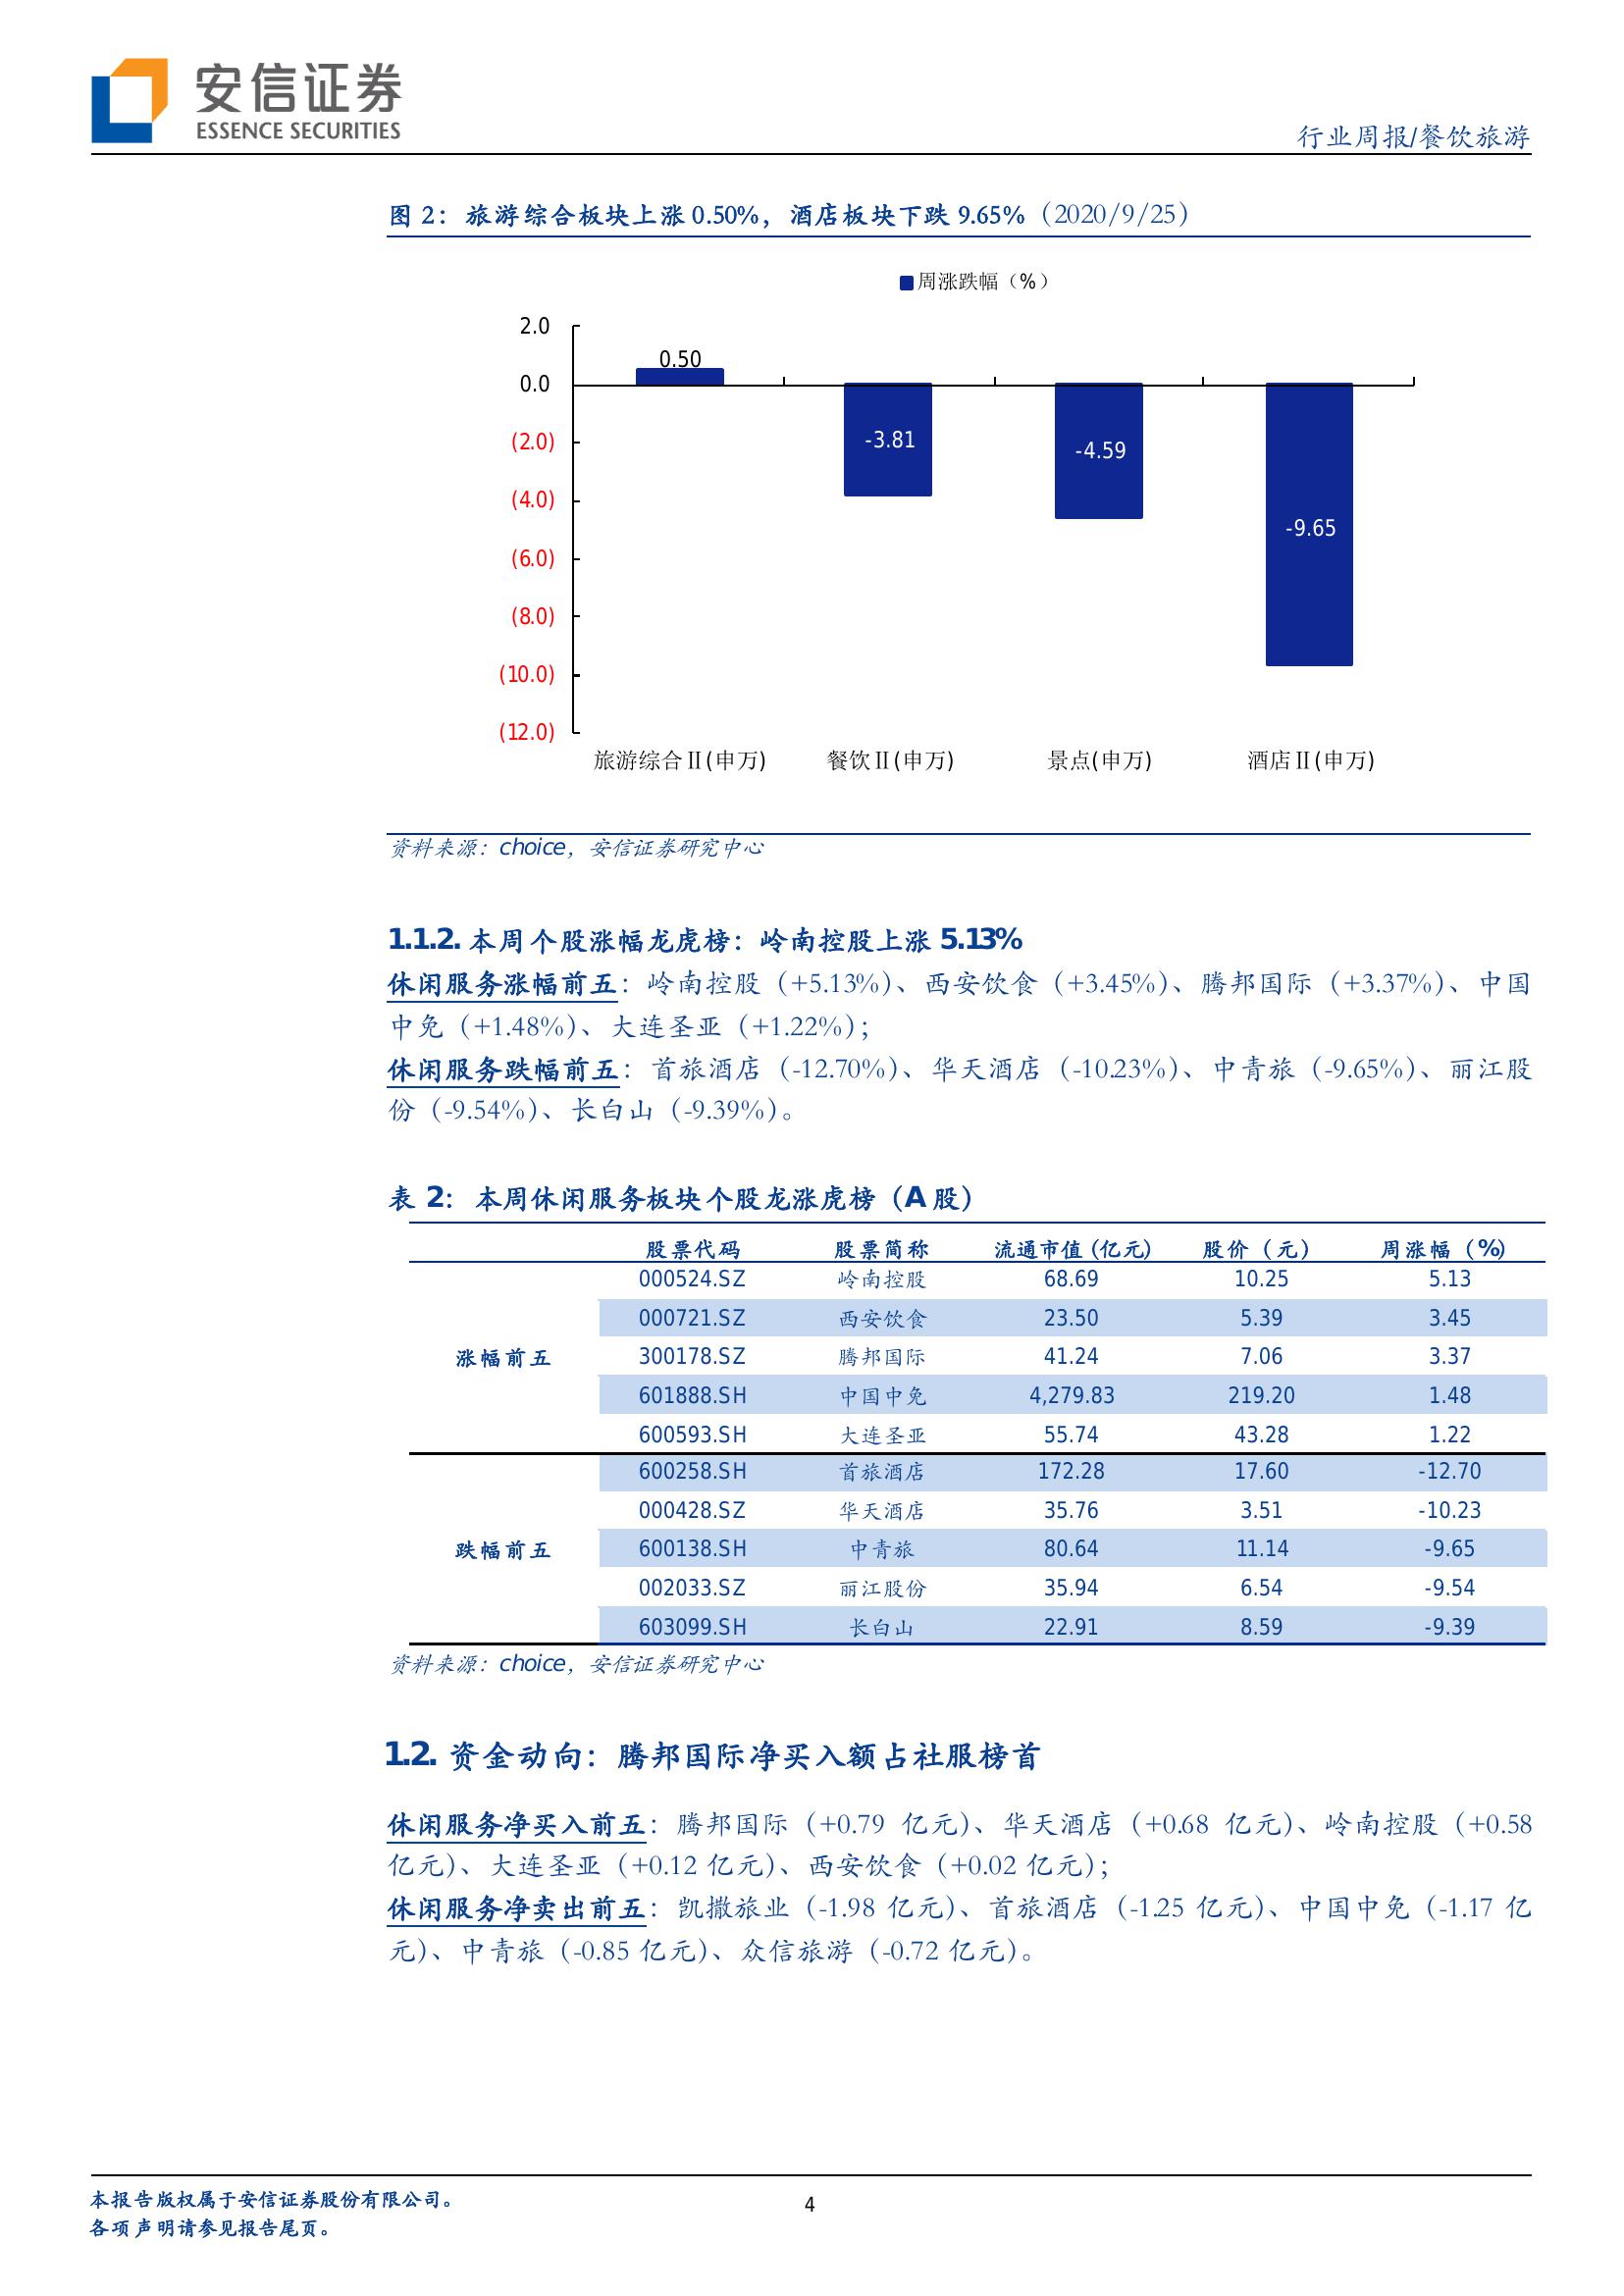 安信证券
ESSENCE SECURITIES
行业周报/餐饮旅游
图 2：旅游综合板块上涨 0.50%，酒店板块下跌 9.65%（2020/9/25）
周涨跌幅（%）
2.0
0.0
(2.0)
(4.0)
(6.0)
(8.0)
(10.0)
(12.0)
0.50
-3.81
-4.59
-9.65
旅游综合Ⅱ(申万) 餐饮Ⅱ(申万) 景点(申万) 酒店Ⅱ(申万)
资料来源：choice，安信证券研究中心
1.1.2. 本周个股涨幅龙虎榜：岭南控股上涨 5.13%
休闲服务涨幅前五：岭南控股（+5.13%）、西安饮食（+3.45%）、腾邦国际（+3.37%）、中国
中免（+1.48%）、大连圣亚（+1.22%）；
休闲服务跌幅前五：首旅酒店（-12.70%）、华天酒店（-10.23%）、中青旅（-9.65%）、丽江股
份（-9.54%）、长白山（-9.39%）。
表 2：本周休闲服务板块个股龙涨虎榜（A 股）
股票代码 股票简称 流通市值(亿元) 股价（元） 周涨幅（%）
000524.SZ 岭南控股 68.69 10.25 5.13
000721.SZ 西安饮食 23.50 5.39 3.45
涨幅前五 300178.SZ 腾邦国际 41.24 7.06 3.37
601888.SH 中国中免 4,279.83 219.20 1.48
600593.SH 大连圣亚 55.74 43.28 1.22
600258.SH 首旅酒店 172.28 17.60 -12.70
000428.SZ 华天酒店 35.76 3.51 -10.23
跌幅前五 600138.SH 中青旅 80.64 11.14 -9.65
002033.SZ 丽江股份 35.94 6.54 -9.54
603099.SH 长白山 22.91 8.59 -9.39
资料来源：choice，安信证券研究中心
1.2. 资金动向：腾邦国际净买入额占社服榜首
休闲服务净买入前五：腾邦国际（+0.79 亿元）、华天酒店（+0.68 亿元）、岭南控股（+0.58
亿元）、大连圣亚（+0.12 亿元）、西安饮食（+0.02 亿元）；
休闲服务净卖出前五：凯撒旅业（-1.98 亿元）、首旅酒店（-1.25 亿元）、中国中免（-1.17 亿
元）、中青旅（-0.85 亿元）、众信旅游（-0.72 亿元）。
本报告版权属于安信证券股份有限公司。
各项声明请参见报告尾页。
4